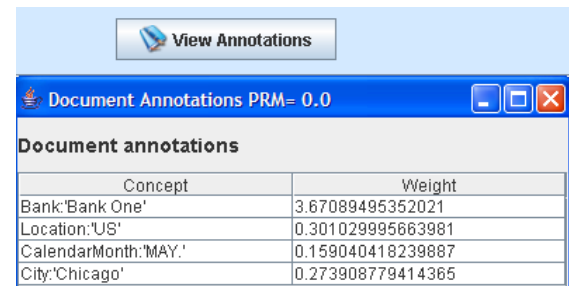 View Annotations
Document Annotations PRM= 0.0
Document annotations
Concept Weight
Bank:'Bank One' 3.67089495352021
Location:'US' 0.301029995663981
CalendarMonth:'MAY.' 0.159040418239887
City:'Chicago' 0.273908779414365